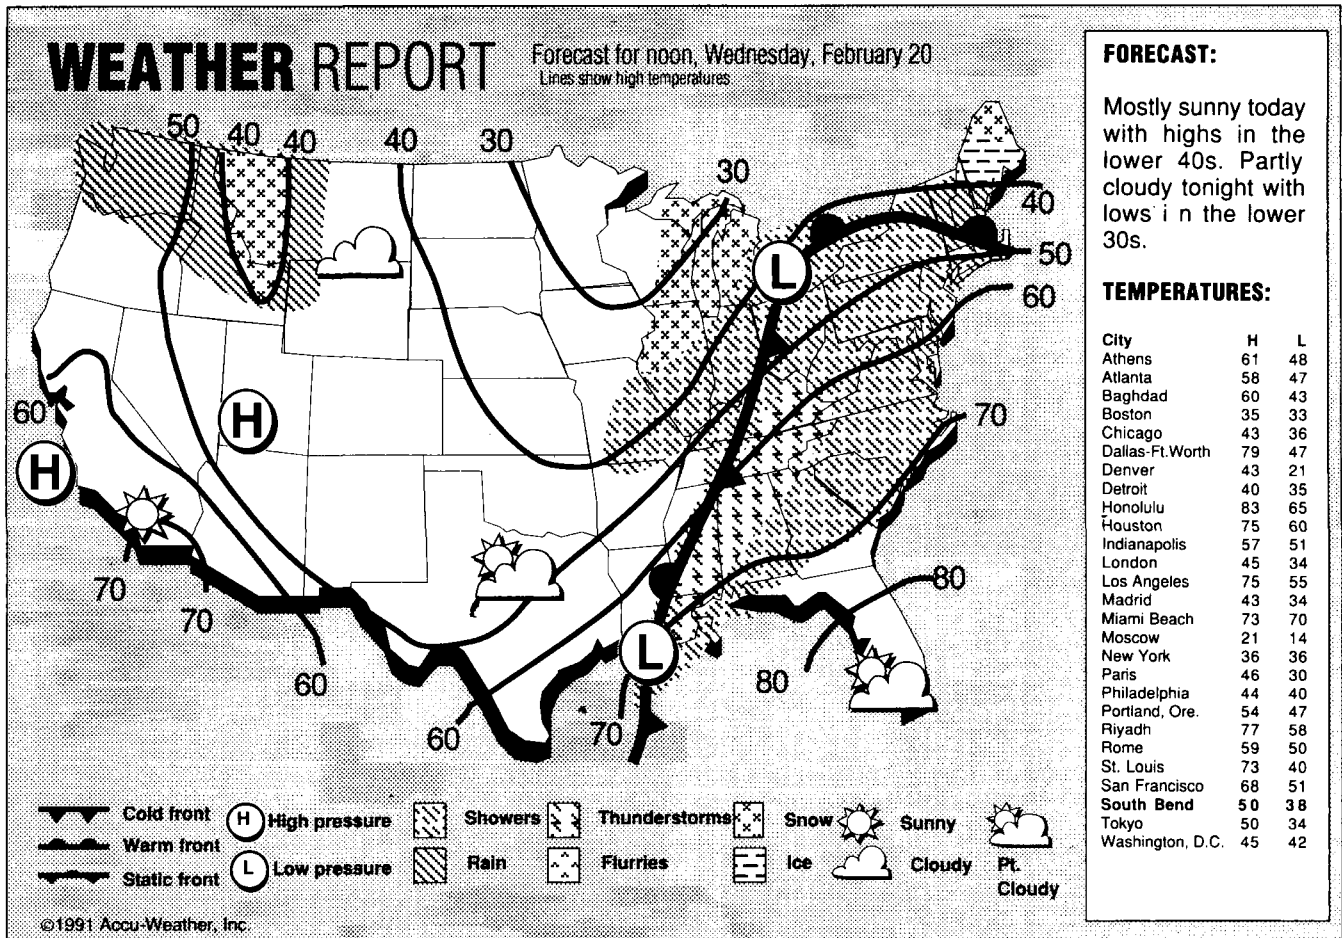 WEATHER REPORT
Forecast for noon, Wednesday, February 20
Lines show high temperatures.
50
40
40
40
30
30
40
50
60
L
60
H
H
70
80
70
70
L
80
60
60
70
Cold front
Warm front
Static front
H High pressure
L Low pressure
Showers
Rain
Thunderstorms
Flurries
Snow
Ice
Sunny
Cloudy
Pt.
Cloudy
©1991 Accu-Weather, Inc.
FORECAST:
Mostly sunny today
with highs in the
lower 40s. Partly
cloudy tonight with
lows i n the lower
30s.
TEMPERATURES:
City H L
Athens 61 48
Atlanta 58 47
Baghdad 60 43
Boston 35 33
Chicago 43 36
Dallas-Ft.Worth 79 47
Denver 43 21
Detroit 40 35
Honolulu 83 65
Houston 75 60
Indianapolis 57 51
London 45 34
Los Angeles 75 55
Madrid 43 34
Miami Beach 73 70
Moscow 21 14
New York 36 36
Paris 46 30
Philadelphia 44 40
Portland, Ore. 54 47
Riyadh 77 58
Rome 59 50
St. Louis 73 40
San Francisco 68 51
South Bend 50 38
Tokyo 50 34
Washington, D.C. 45 42